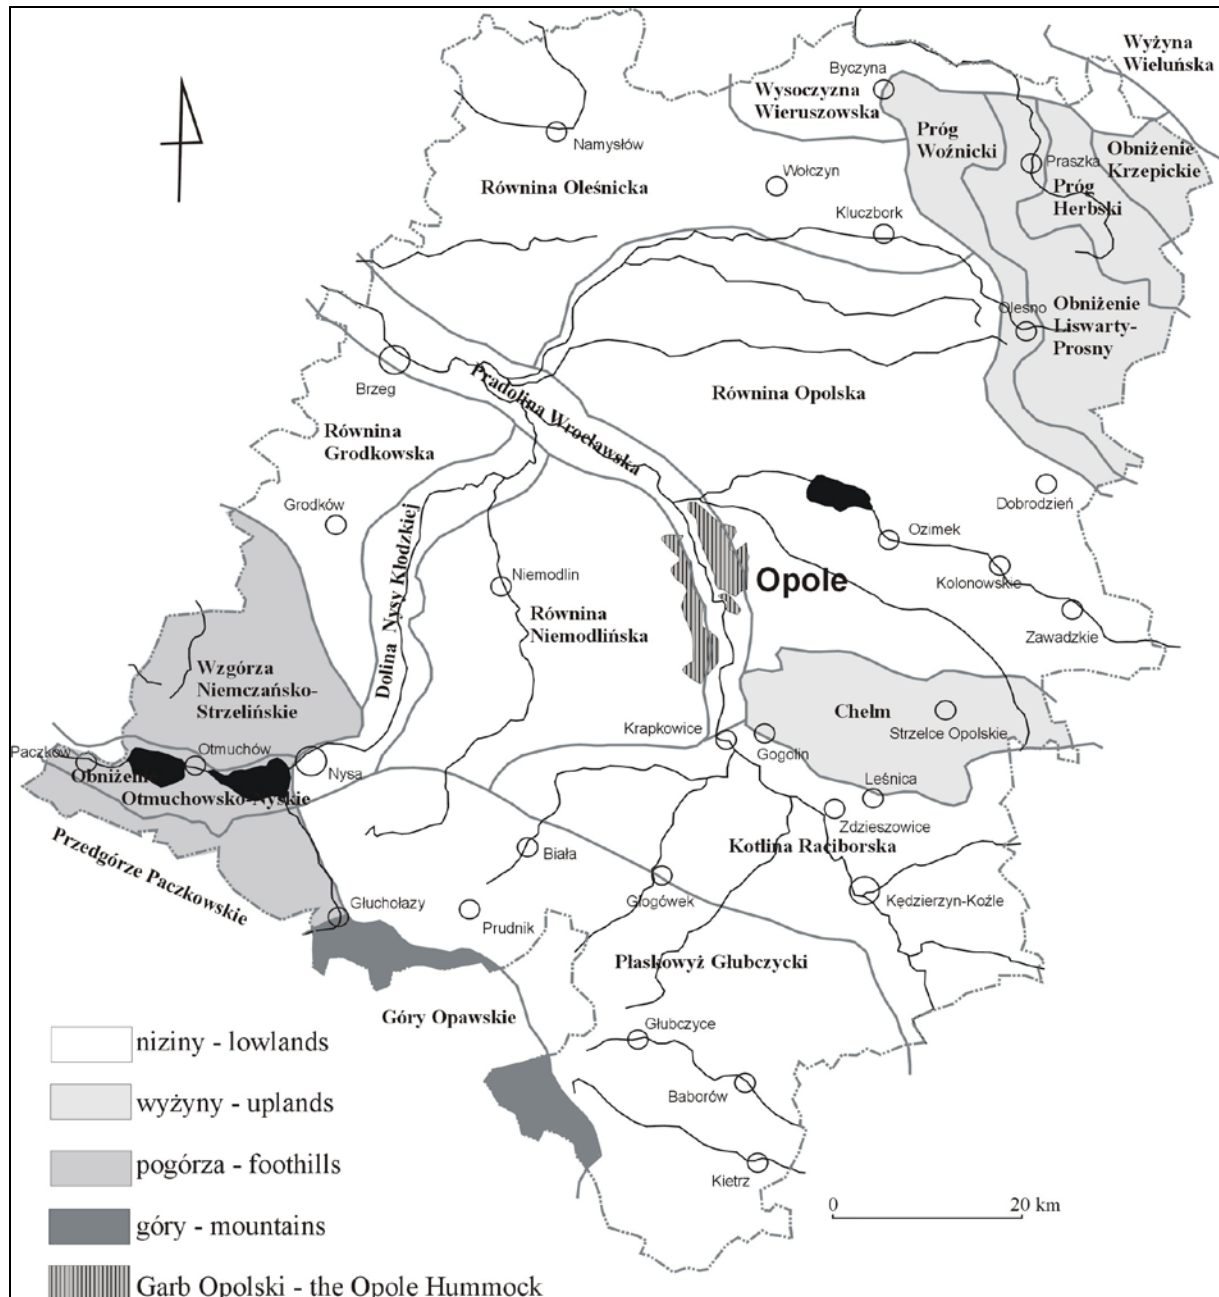 Wyżyna
Wieluńska
Byczyna
Wysoczyzna
Wieruszowska
Próg
Woźnicki
Obniżenie
Krzepickie
Namysłów
Praszka
Próg
Herbski
Równina Oleśnicka
Wołczyn
Kluczbork
Olesno
Obniżenie
Liswarty-
Prosny
Brzeg
Pradolina Wrocławska
Równina Opolska
Równina
Grodkowska
Grodków
Dolina Nysy Kłodzkiej
Dobrodzień
Ozimek
Niemodlin
Opole
Kolonowskie
Równina
Niemodlińska
Zawadzkie
Wzgórza
Niemczańsko-
Strzelińskie
Chełm
Krapkowice
Strzelce Opolskie
Paczków
Otmuchów
Nysa
Gogolin
Obniżenie
Otmuchowsko-Nyskie
Leśnica
Zdzieszowice
Przedgórze Paczkowskie
Biała
Kotlina Raciborska
Głogówek
Kędzierzyn-Koźle
Głuchołazy
Prudnik
Płaskowyż Głubczycki
Góry Opawskie
Głubczyce
Baborów
Kietrz
niziny - lowlands
wyżyny - uplands
pogórza - foothills
góry - mountains
Garb Opolski - the Opole Hummock
0 20 km